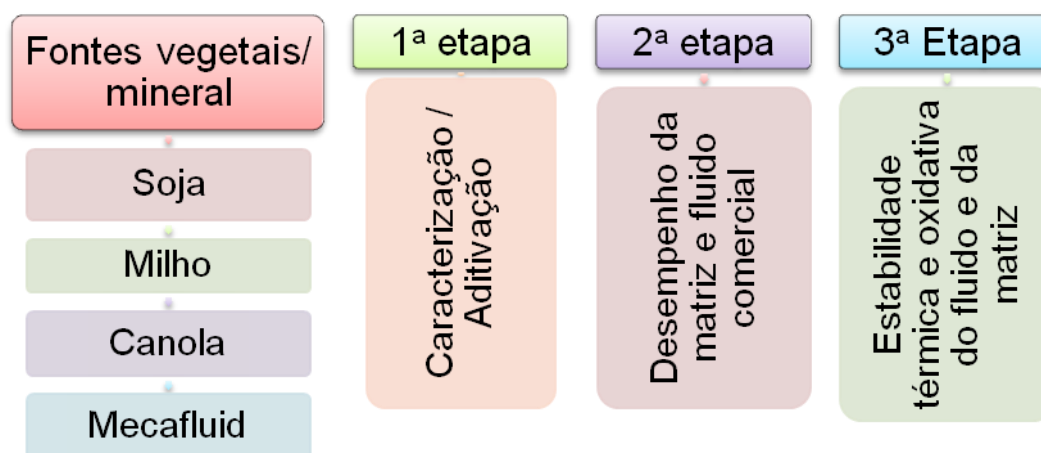 Fontes vegetais/
mineral
Soja
Milho
Canola
Mecafluid
1ª etapa
Caracterização /
Aditivação
2ª etapa
Desempenho da
matriz e fluido
comercial
3ª Etapa
Estabilidade
térmica e oxidativa
do fluido e da
matriz